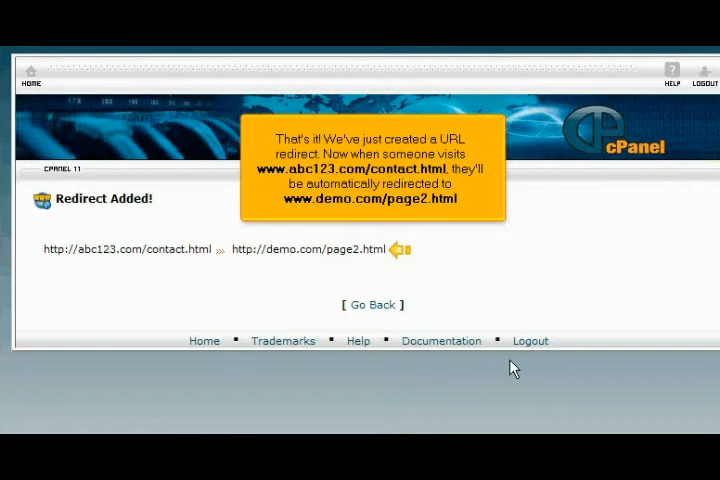 HOME
HELP
LOGOUT
cPanel
CPANEL 11
That's it! We've just created a URL
redirect. Now when someone visits
www.abc123.com/contact.html, they'll
be automatically redirected to
www.demo.com/page2.html
Redirect Added!
http://abc123.com/contact.html http://demo.com/page2.html
[ Go Back ]
Home ▪ Trademarks ▪ Help ▪ Documentation ▪ Logout